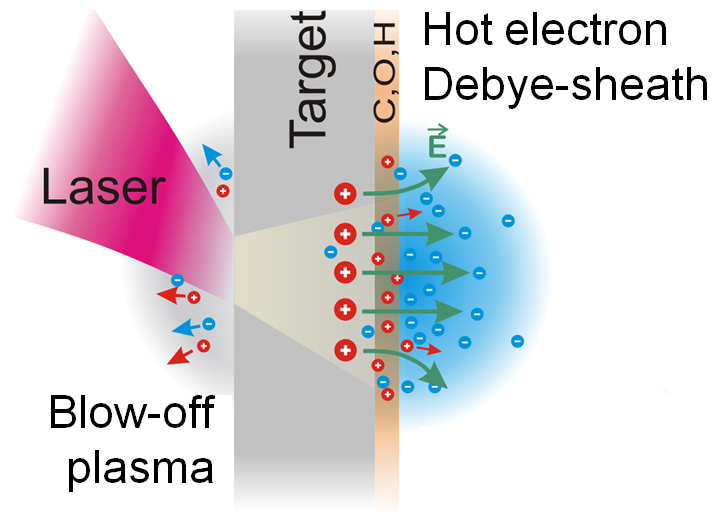 Hot electron
Debye-sheath
Target
C,O,H
E
Laser
Blow-off
plasma